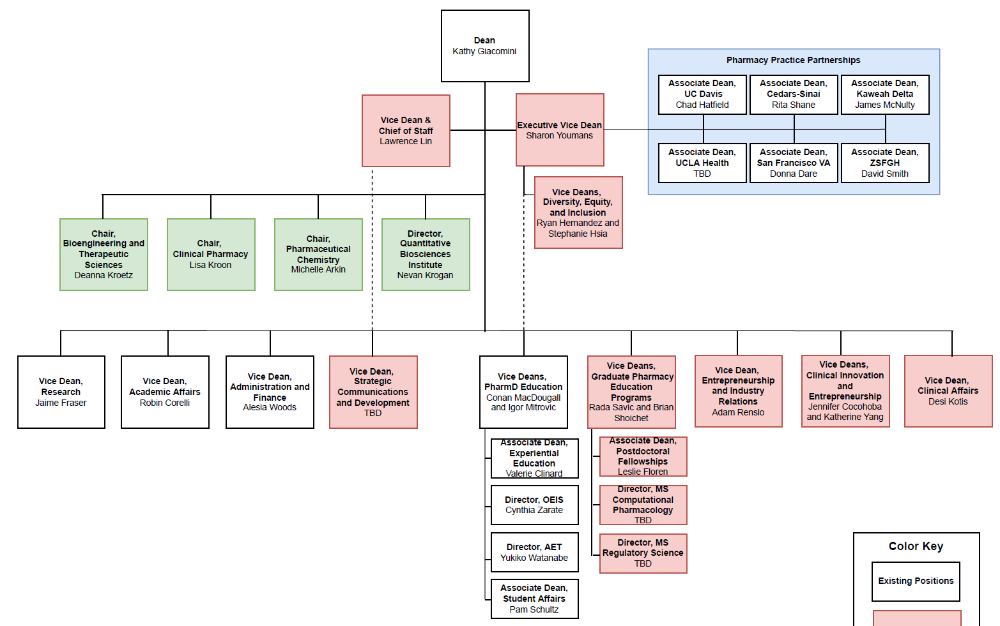 Dean
Kathy Giacomini
Pharmacy Practice Partnerships
Associate Dean,
UC Davis
Chad Hatfield
Associate Dean,
Cedars-Sinai
Rita Shane
Associate Dean,
Kaweah Delta
James McNulty
Vice Dean &
Chief of Staff
Lawrence Lin
Executive Vice Dean
Sharon Youmans
Associate Dean,
UCLA Health
TBD
Associate Dean,
San Francisco VA
Donna Dare
Associate Dean,
ZSFGH
David Smith
Vice Deans,
Diversity, Equity,
and Inclusion
Ryan Hernandez and
Stephanie Hsia
Chair,
Bioengineering and
Therapeutic
Sciences
Deanna Kroetz
Chair,
Clinical Pharmacy
Lisa Kroon
Chair,
Pharmaceutical
Chemistry
Michelle Arkin
Director,
Quantitative
Biosciences
Institute
Nevan Krogan
Vice Dean,
Research
Jaime Fraser
Vice Dean,
Academic Affairs
Robin Corelli
Vice Dean,
Administration and
Finance
Alesia Woods
Vice Dean,
Strategic
Communications
and Development
TBD
Vice Deans,
PharmD Education
Conan MacDougall
and Igor Mitrovic
Vice Deans,
Graduate Pharmacy
Education
Programs
Rada Savic and Brian
Shoichet
Vice Dean,
Entrepreneurship
and Industry
Relations
Adam Renslo
Vice Deans,
Clinical Innovation
and
Entrepreneurship
Jennifer Cocohoba
and Katherine Yang
Vice Dean,
Clinical Affairs
Desi Kotis
Associate Dean,
Experiential
Education
Valerie Clinard
Director, OEIS
Cynthia Zarate
Director, AET
Yukiko Watanabe
Associate Dean,
Student Affairs
Pam Schultz
Associate Dean,
Postdoctoral
Fellowships
Leslie Floren
Director, MS
Computational
Pharmacology
TBD
Director, MS
Regulatory Science
TBD
Color Key
Existing Positions